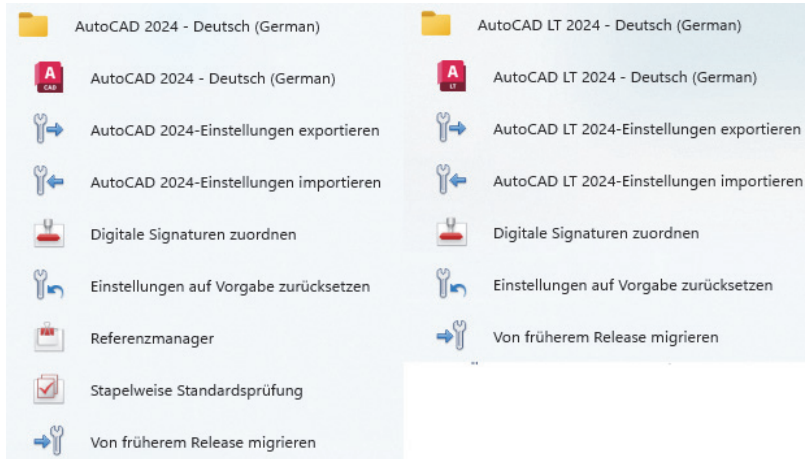 AutoCAD 2024 - Deutsch (German)
AutoCAD 2024 - Deutsch (German)
AutoCAD 2024-Einstellungen exportieren
AutoCAD 2024-Einstellungen importieren
Digitale Signaturen zuordnen
Einstellungen auf Vorgabe zurücksetzen
Referenzmanager
Stapelweise Standardsprüfung
Von früherem Release migrieren
AutoCAD LT 2024 - Deutsch (German)
AutoCAD LT 2024 - Deutsch (German)
AutoCAD LT 2024-Einstellungen exportieren
AutoCAD LT 2024-Einstellungen importieren
Digitale Signaturen zuordnen
Einstellungen auf Vorgabe zurücksetzen
Von früherem Release migrieren